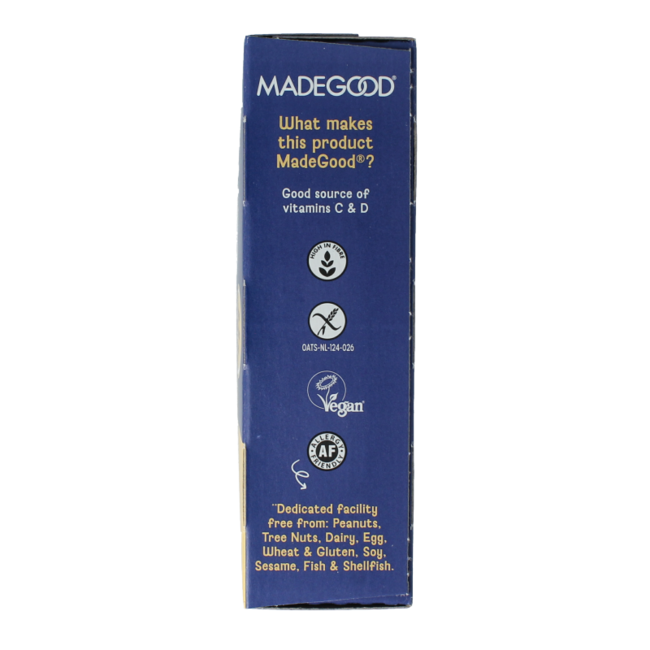 MADEGOOD®
What makes
this product
MadeGood®?
Good source of
vitamins C & D
HIGH IN FIBRE
OATS-NL-124-026
Vegan
ALLERGY
AF
FRIENDLY
"Dedicated facility
free from: Peanuts,
Tree Nuts, Dairy, Egg,
Wheat & Gluten, Soy,
Sesame, Fish & Shellfish.